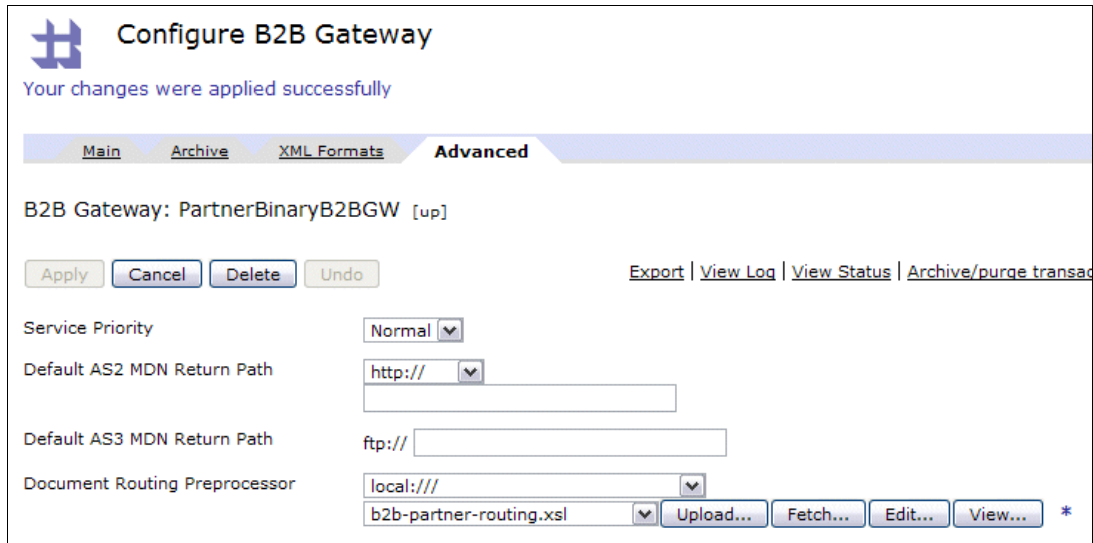 Configure B2B Gateway
Your changes were applied successfully
Main Archive XML Formats Advanced
B2B Gateway: PartnerBinaryB2BGW [up]
Apply Cancel Delete Undo Export | View Log | View Status | Archive/purge transac
Service Priority Normal
Default AS2 MDN Return Path http://
Default AS3 MDN Return Path ftp://
Document Routing Preprocessor local:///
b2b-partner-routing.xsl Upload... Fetch... Edit... View... *